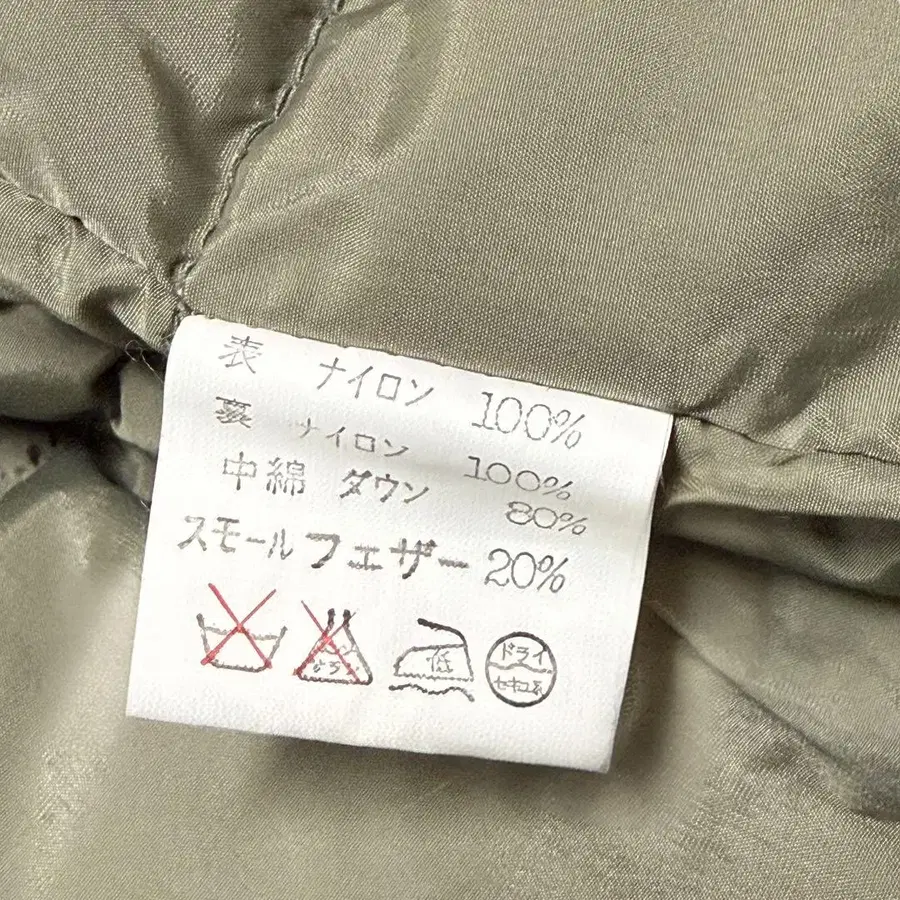 表 ナイロン 100%
裏 ナイロン 100%
中綿 ダウン 80%
スモールフェザー 20%
低
ドライ
セキユ系